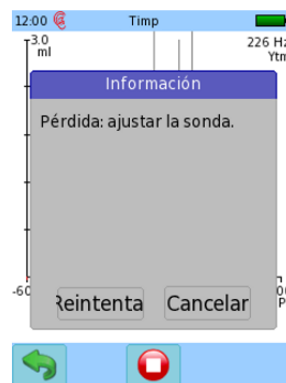 12:00 Timp
3.0
226 Hz
ml
Ytm
Información
Pérdida: ajustar la sonda.
-60
Reintenta Cancelar